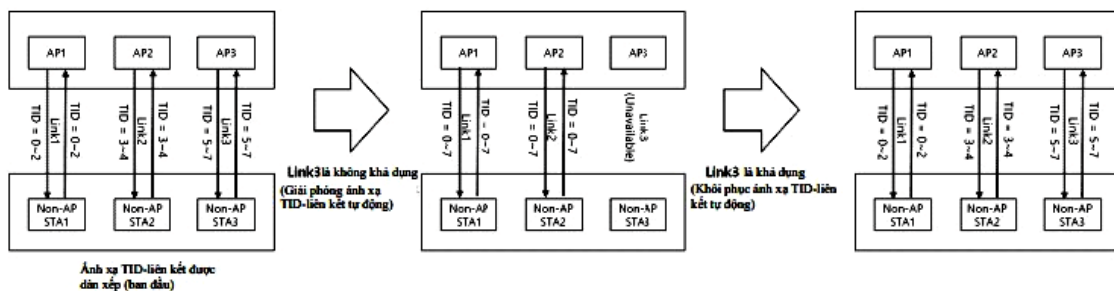 AP1
AP2
AP3
TID = 0~2
Link1
TID = 0~2
TID = 3~4
Link2
TID = 3~4
TID = 5~7
Link3
TID = 5~7
Non-AP
STA1
Non-AP
STA2
Non-AP
STA3
Ánh xạ TID-liên kết được
dàn xếp (ban đầu)
Link3 là không khả dụng
(Giải phóng ánh xạ
TID-liên kết tự động)
AP1
AP2
AP3
TID = 0~7
Link1
TID - 0~7
TID = 0~7
Link2
TID = 0~7
Link3
(Unavailable)
Non-AP
STA1
Non-AP
STA2
Non-AP
STA3
Link3 là khả dụng
(Khôi phục ánh xạ TID-liên
kết tự động)
AP1
AP2
AP3
TID = 0~2
Link1
TID = 0~2
TID = 3~4
Link2
TID = 3~4
TID = 5~7
Link3
TID = 5~7
Non-AP
STA1
Non-AP
STA2
Non-AP
STA3